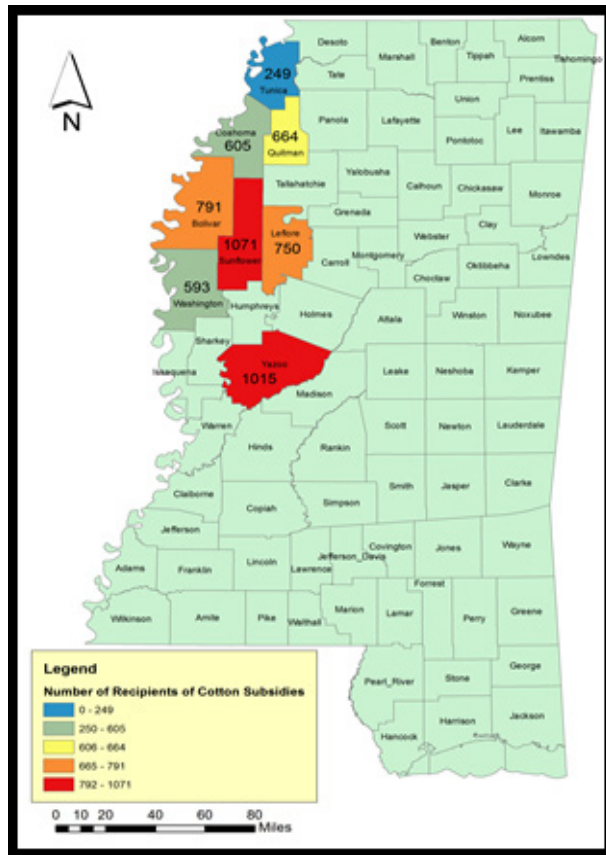 Desoto
Marshall
Benton
Tippah
Alcorn
Tishomingo
Tate
Prentiss
249
Tunica
Union
Panola
Lafayette
Coahoma
605
664
Quitman
Pontotoc
Lee
Itawamba
Tallahatchie
Yalobusha
Calhoun
Chickasaw
Monroe
791
Bolivar
Grenada
1071
Sunflower
Leflore
750
Carroll
Montgomery
Webster
Clay
Lowndes
Choctaw
Oktibbeha
593
Washington
Humphreys
Holmes
Attala
Winston
Noxubee
Sharkey
Issaquena
Yazoo
1015
Madison
Leake
Neshoba
Kemper
Warren
Hinds
Rankin
Scott
Newton
Lauderdale
Claiborne
Copiah
Simpson
Smith
Jasper
Clarke
Jefferson
Adams
Franklin
Lincoln
Lawrence
Jefferson_Davis
Covington
Jones
Wayne
Forrest
Wilkinson
Amite
Pike
Walthall
Marion
Lamar
Perry
Greene
Pearl_River
Stone
George
Hancock
Harrison
Jackson
N
Legend
Number of Recipients of Cotton Subsidies
0 - 249
250 - 605
606 - 664
665 - 791
792 - 1071
0 10 20 40 60 80
Miles